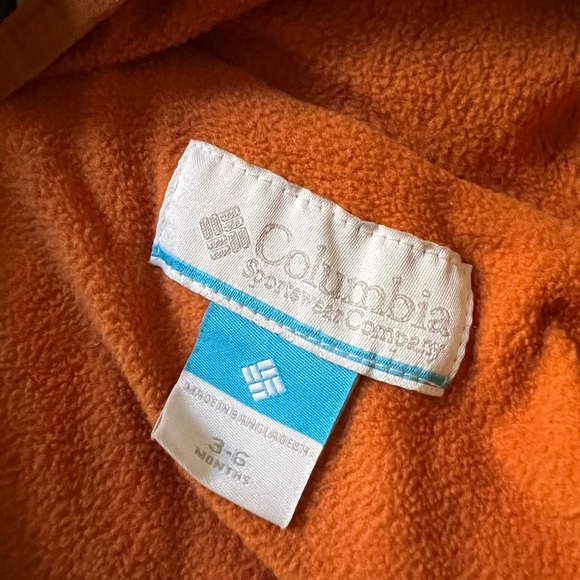 Columbia
Sportswear Company
MADE IN BANGLADESH
3-6
MONTHS